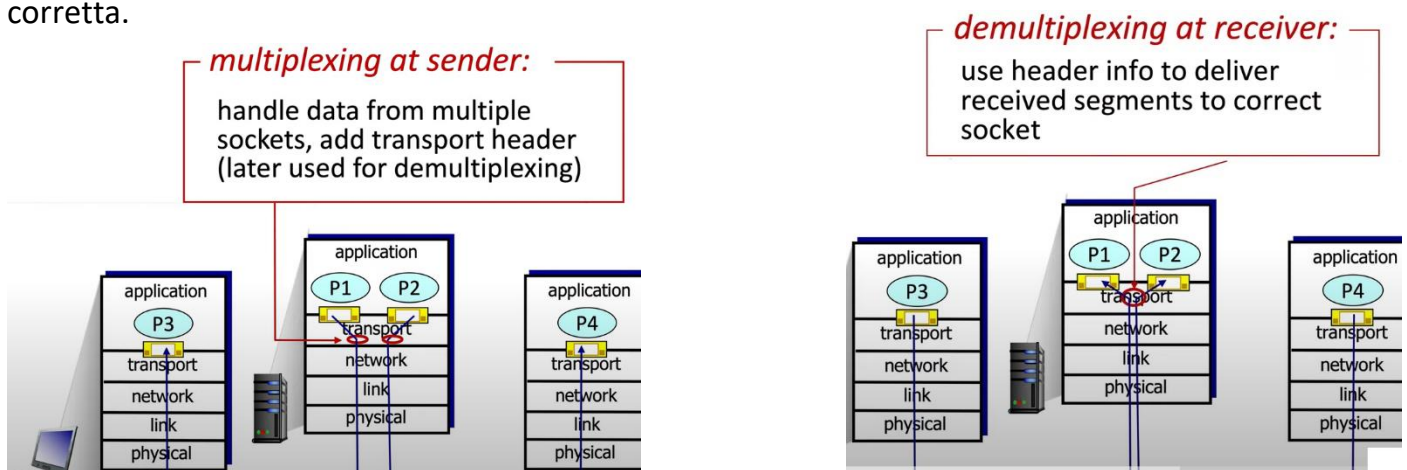 corretta.
multiplexing at sender:
handle data from multiple
sockets, add transport header
(later used for demultiplexing)
application
P3
transport
network
link
physical
application
P1 P2
transport
network
link
physical
application
P4
transport
network
link
physical
demultiplexing at receiver:
use header info to deliver
received segments to correct
socket
application
P3
transport
network
link
physical
application
P1 P2
transport
network
link
physical
application
P4
transport
network
link
physical